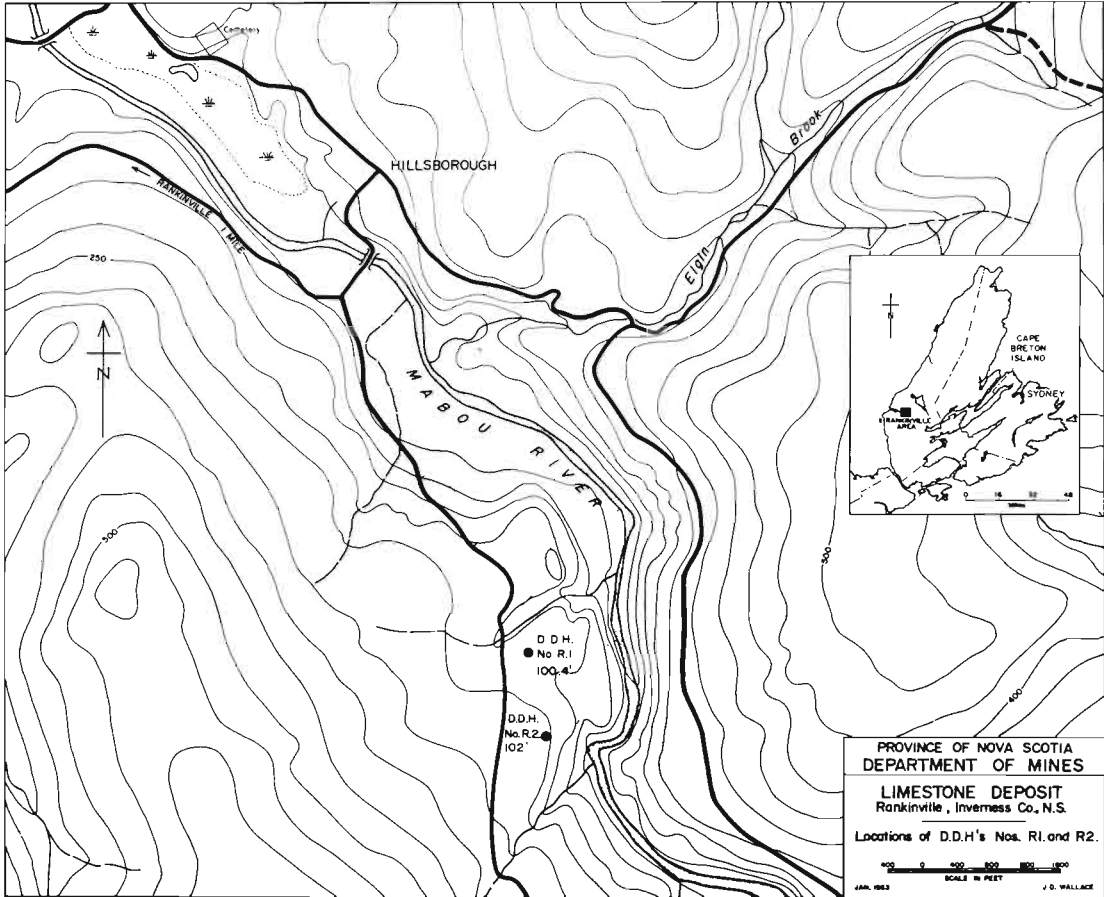 Cemetery
HILLSBOROUGH
Elgin Brook
RANKINVILLE
1 MILE
250
N
MABOU RIVER
500
D D H.
No R.1
100.4'
D.D.H.
No. R.2
102'
500
400
N
CAPE
BRETON
ISLAND
SYDNEY
RANKINVILLE
AREA
0 16 32 48
Miles
PROVINCE OF NOVA SCOTIA
DEPARTMENT OF MINES
LIMESTONE DEPOSIT
Rankinville, Inverness Co., N.S.
Locations of D.D.H's Nos. R1. and R2.
400 0 400 800 1600
SCALE IN FEET
JAN. 1963
J. D. WALLACE